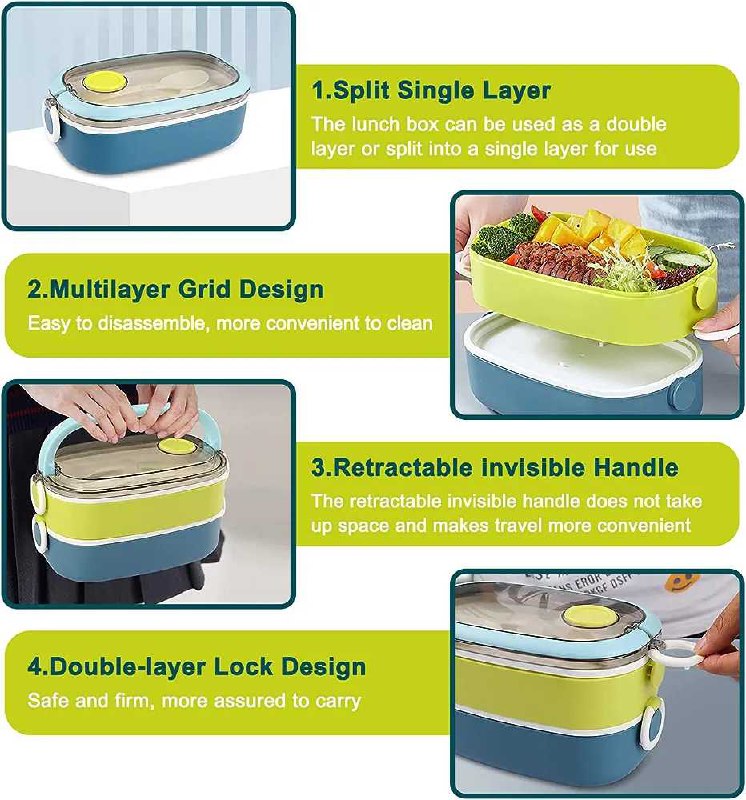 1.Split Single Layer
The lunch box can be used as a double
layer or split into a single layer for use
2.Multilayer Grid Design
Easy to disassemble, more convenient to clean
3.Retractable Invisible Handle
The retractable invisible handle does not take
up space and makes travel more convenient
4.Double-layer Lock Design
Safe and firm, more assured to carry